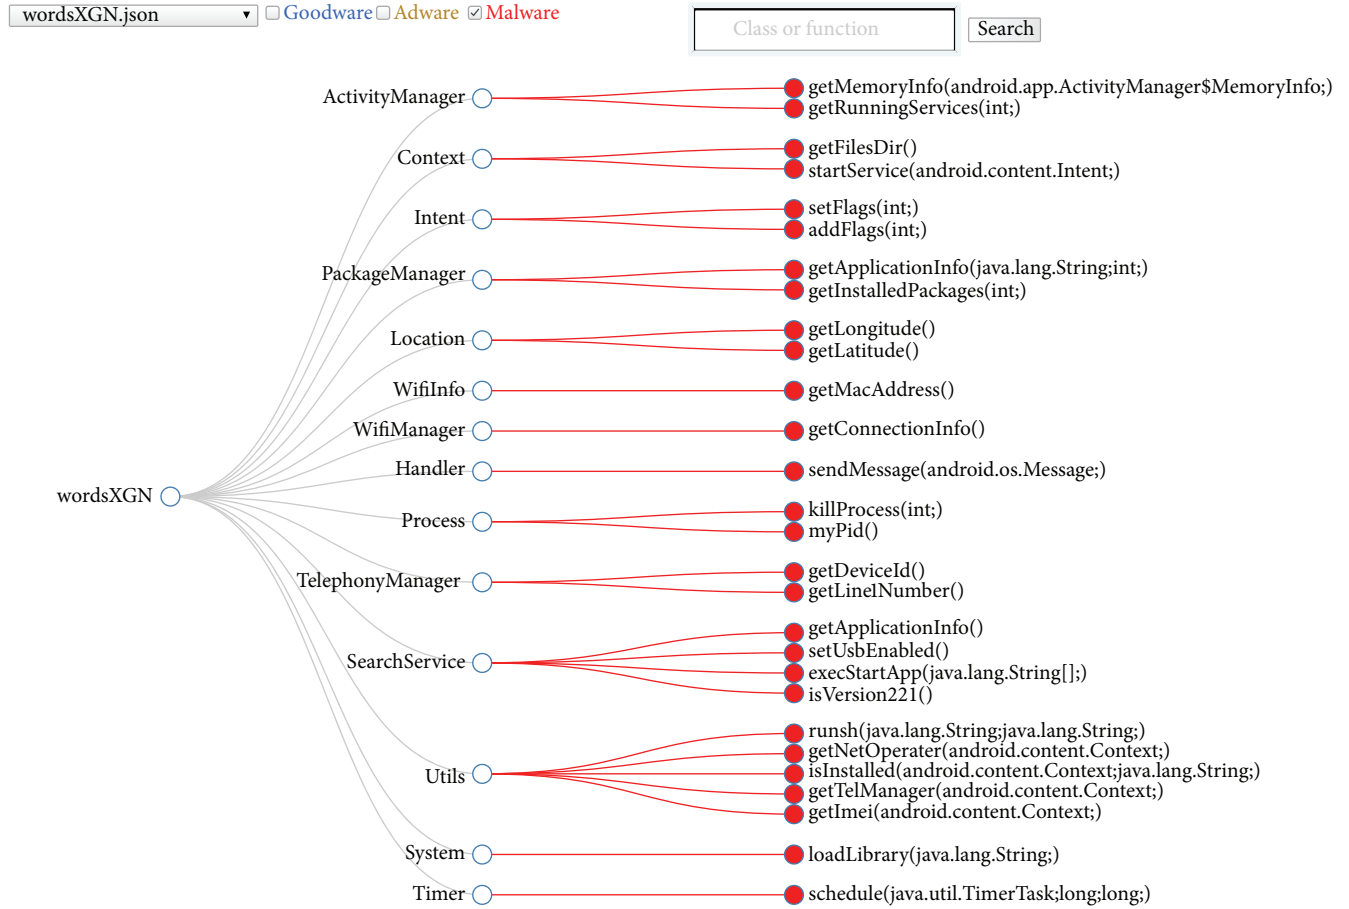 wordsXGN.json Goodware Adware Malware Class or function Search
ActivityManager
getMemoryInfo(android.app.ActivityManager$MemoryInfo;)
getRunningServices(int;)
Context
getFilesDir()
startService(android.content.Intent;)
Intent
setFlags(int;)
addFlags(int;)
PackageManager
getApplicationInfo(java.lang.String;int;)
getInstalledPackages(int;)
Location
getLongitude()
getLatitude()
WifiInfo
getMacAddress()
WifiManager
getConnectionInfo()
Handler
sendMessage(android.os.Message;)
wordsXGN
Process
killProcess(int;)
myPid()
TelephonyManager
getDeviceId()
getLine1Number()
SearchService
getApplicationInfo()
setUsbEnabled()
execStartApp(java.lang.String[];)
isVersion221()
Utils
runsh(java.lang.String;java.lang.String;)
getNetOperater(android.content.Context;)
isInstalled(android.content.Context;java.lang.String;)
getTelManager(android.content.Context;)
getImei(android.content.Context;)
System
loadLibrary(java.lang.String;)
Timer
schedule(java.util.TimerTask;long;long;)